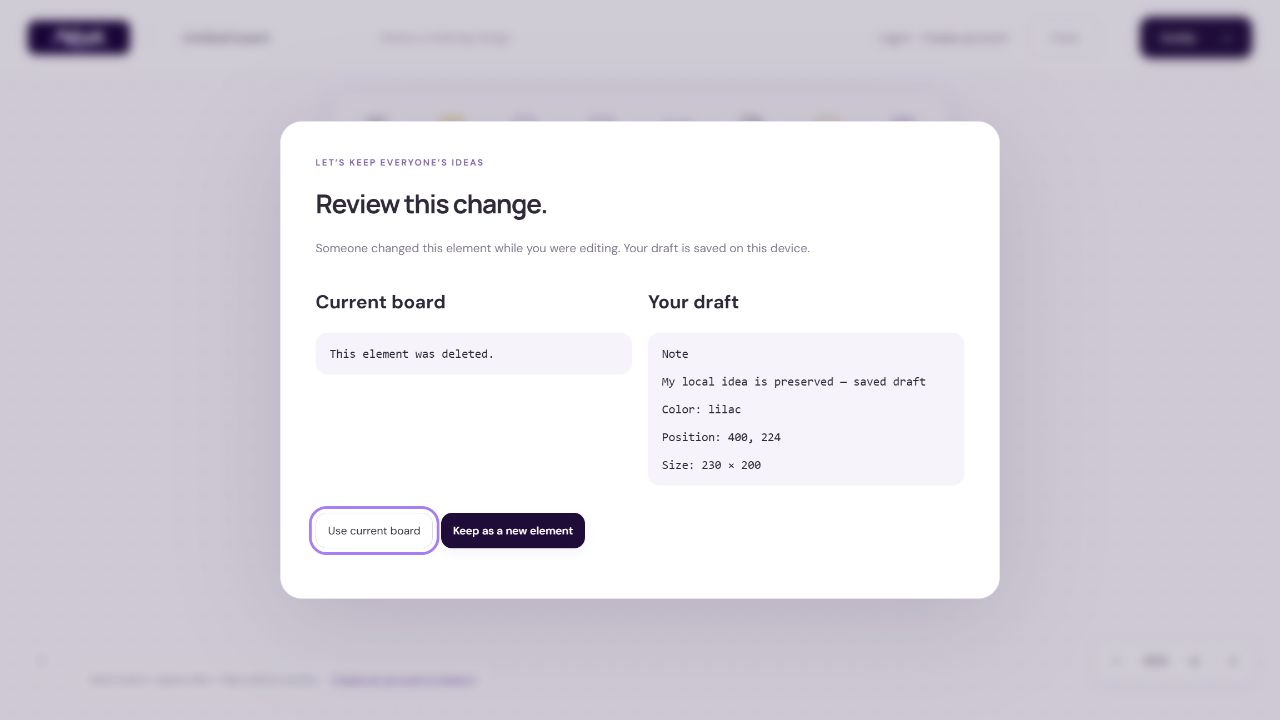 LET'S KEEP EVERYONE'S IDEAS
Review this change.
Someone changed this element while you were editing. Your draft is saved on this device.
Current board
This element was deleted.
Your draft
Note
My local idea is preserved — saved draft
Color: lilac
Position: 400, 224
Size: 230 × 200
Use current board
Keep as a new element